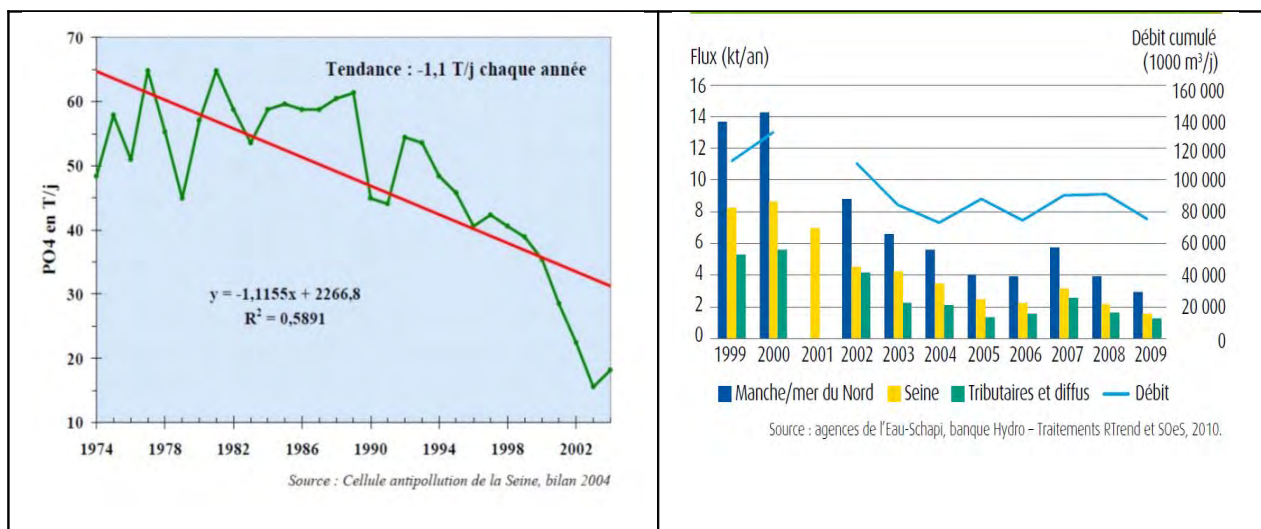 70
60
50
40
30
20
10
PO4 en T/j
Tendance : -1,1 T/j chaque année
y = -1,1155x + 2266,8
R² = 0,5891
1974 1978 1982 1986 1990 1994 1998 2002
Source : Cellule antipollution de la Seine, bilan 2004
Flux (kt/an)
Débit cumulé
(1000 m³/j)
16
14
12
10
8
6
4
2
0
160 000
140 000
120 000
100 000
80 000
60 000
40 000
20 000
0
1999 2000 2001 2002 2003 2004 2005 2006 2007 2008 2009
Manche/mer du Nord Seine Tributaires et diffus Débit
Source : agences de l'Eau-Schapi, banque Hydro – Traitements RTrend et SOeS, 2010.